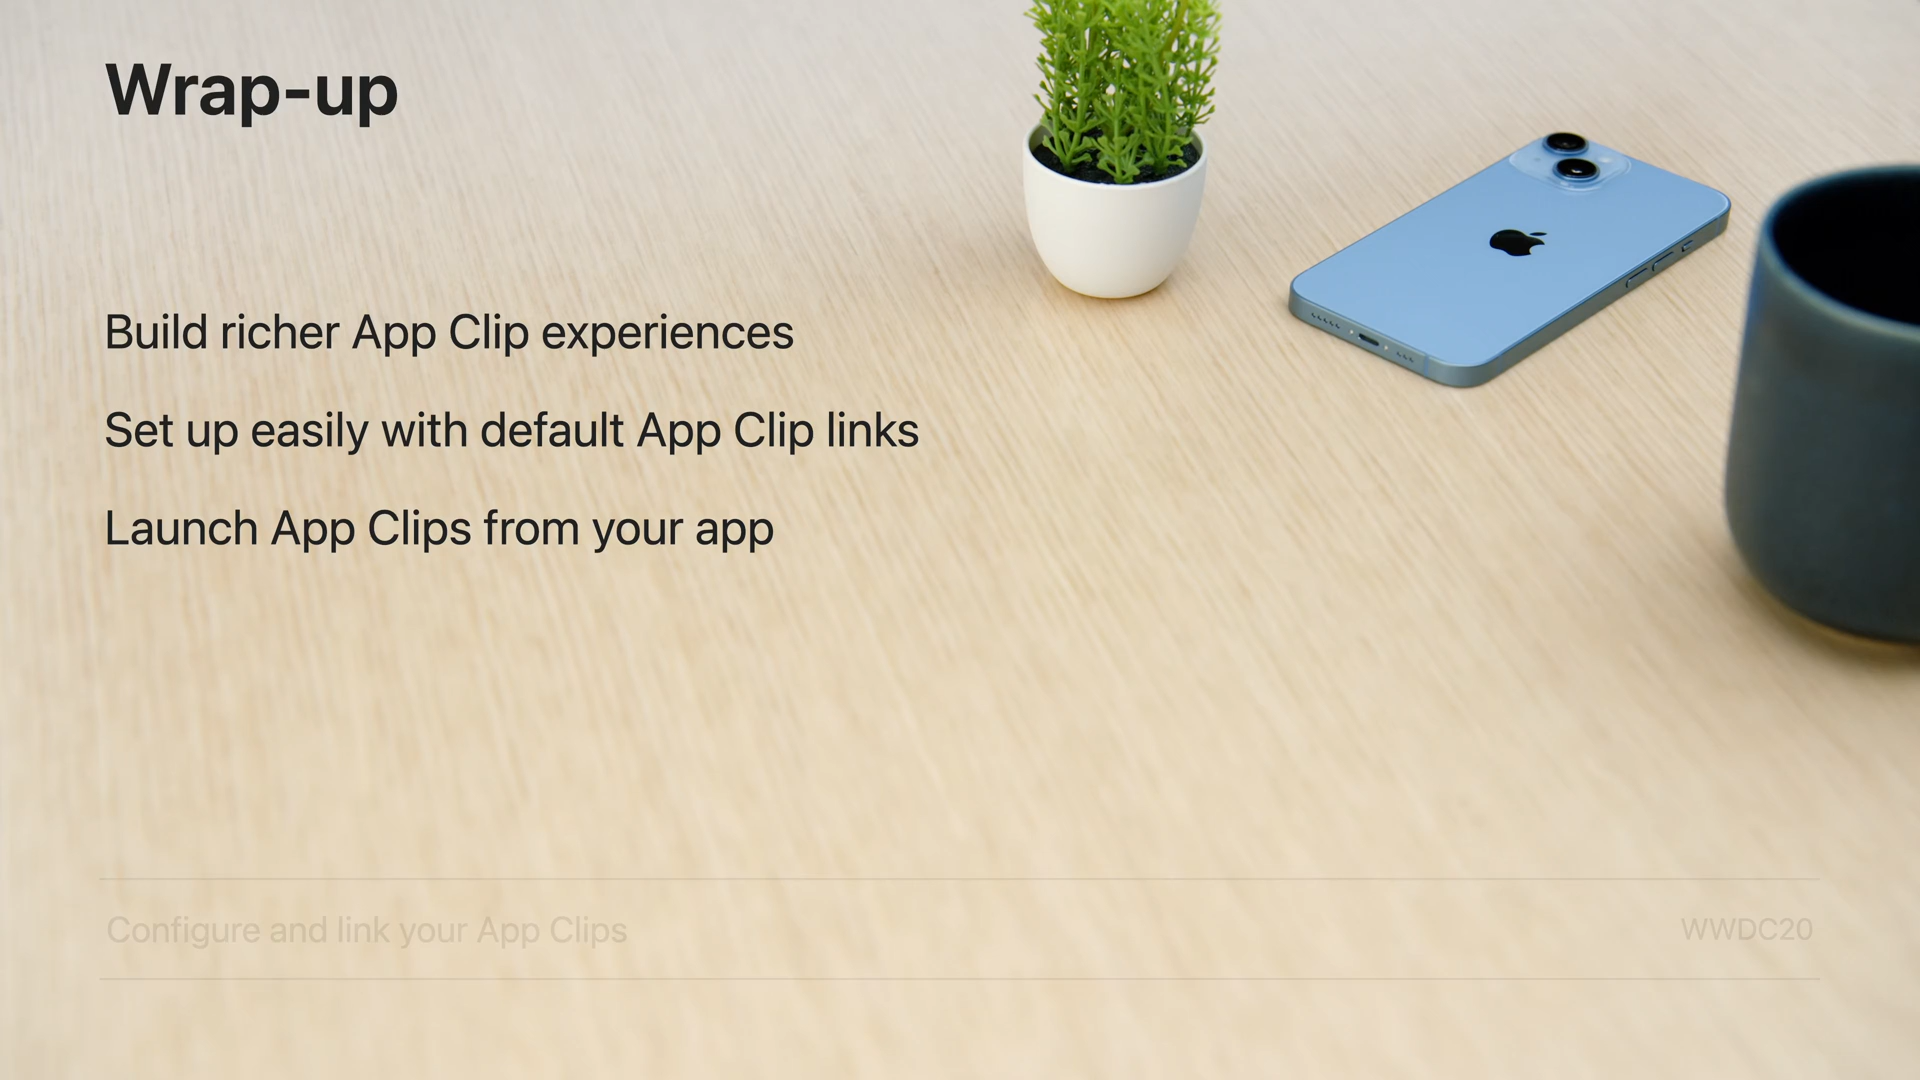 Wrap-up
Build richer App Clip experiences
Set up easily with default App Clip links
Launch App Clips from your app
Configure and link your App Clips
WWDC20